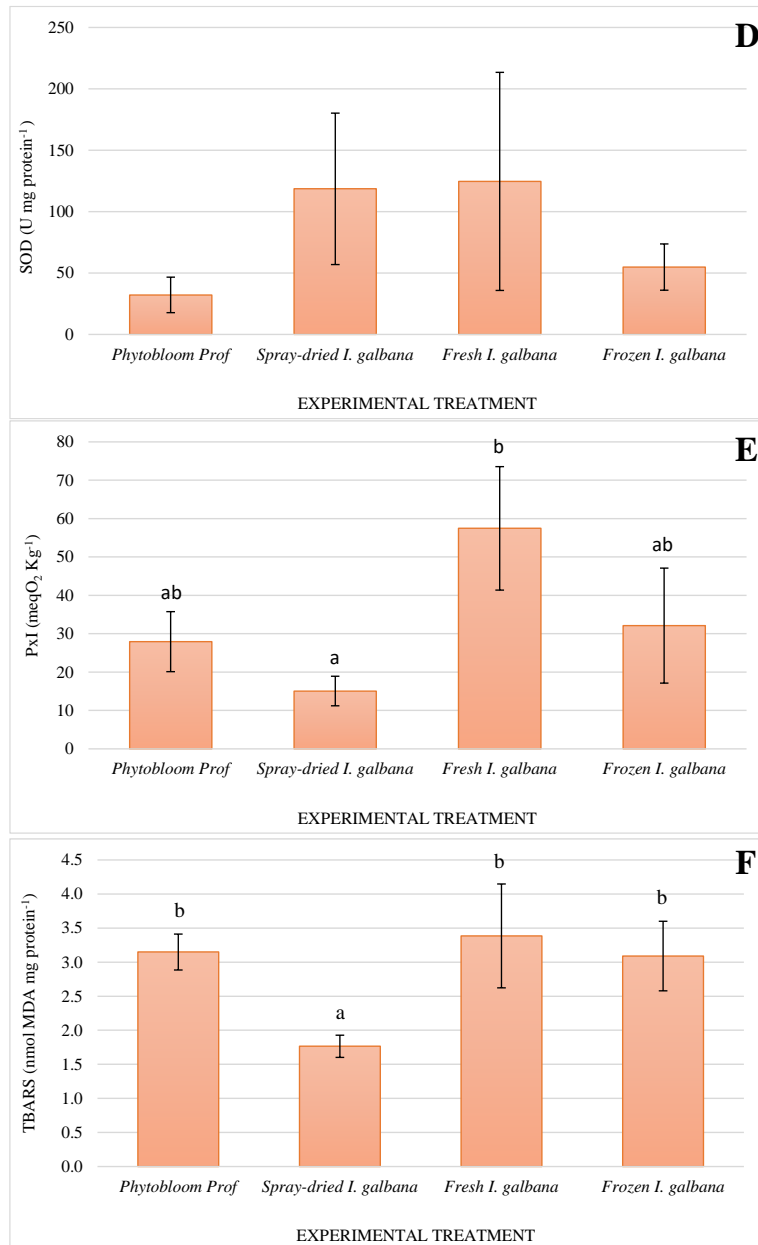 D
250
200
150
100
50
0
SOD (U mg protein⁻¹ )
Phytobloom Prof Spray-dried I. galbana Fresh I. galbana Frozen I. galbana
EXPERIMENTAL TREATMENT
E
80
70
60
50
40
30
20
10
0
PxI (meqO₂ Kg⁻¹)
ab a b ab
Phytobloom Prof Spray-dried I. galbana Fresh I. galbana Frozen I. galbana
EXPERIMENTAL TREATMENT
F
4.5
4.0
3.5
3.0
2.5
2.0
1.5
1.0
0.5
0.0
TBARS (nmol MDA mg protein⁻¹)
b a b b
Phytobloom Prof Spray-dried I. galbana Fresh I. galbana Frozen I. galbana
EXPERIMENTAL TREATMENT